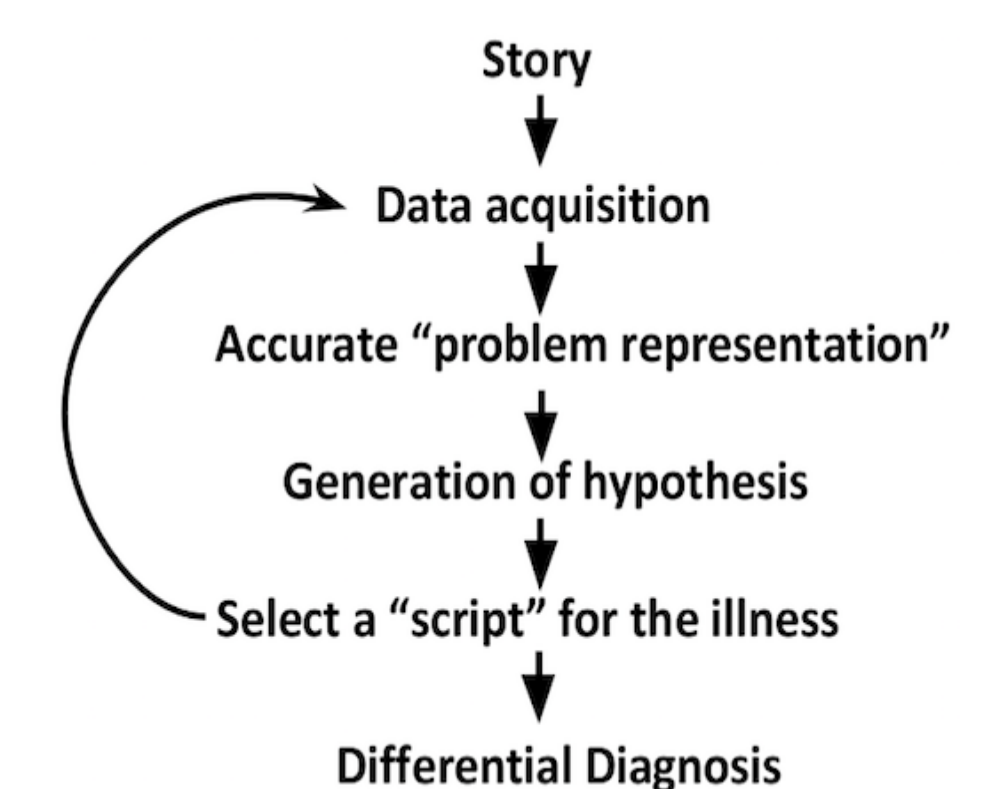 Story
Data acquisition
Accurate “problem representation”
Generation of hypothesis
Select a “script” for the illness
Differential Diagnosis